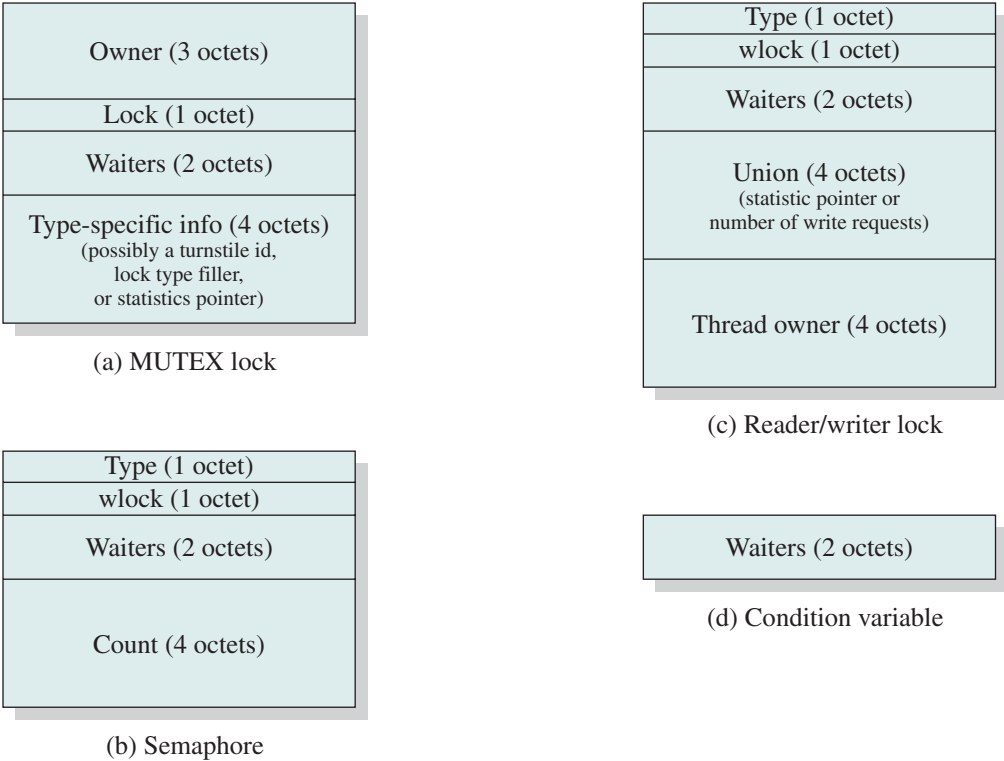 Owner (3 octets)
Lock (1 octet)
Waiters (2 octets)
Type-specific info (4 octets)
(possibly a turnstile id,
lock type filler,
or statistics pointer)
(a) MUTEX lock
Type (1 octet)
wlock (1 octet)
Waiters (2 octets)
Count (4 octets)
(b) Semaphore
Type (1 octet)
wlock (1 octet)
Waiters (2 octets)
Union (4 octets)
(statistic pointer or
number of write requests)
Thread owner (4 octets)
(c) Reader/writer lock
Waiters (2 octets)
(d) Condition variable